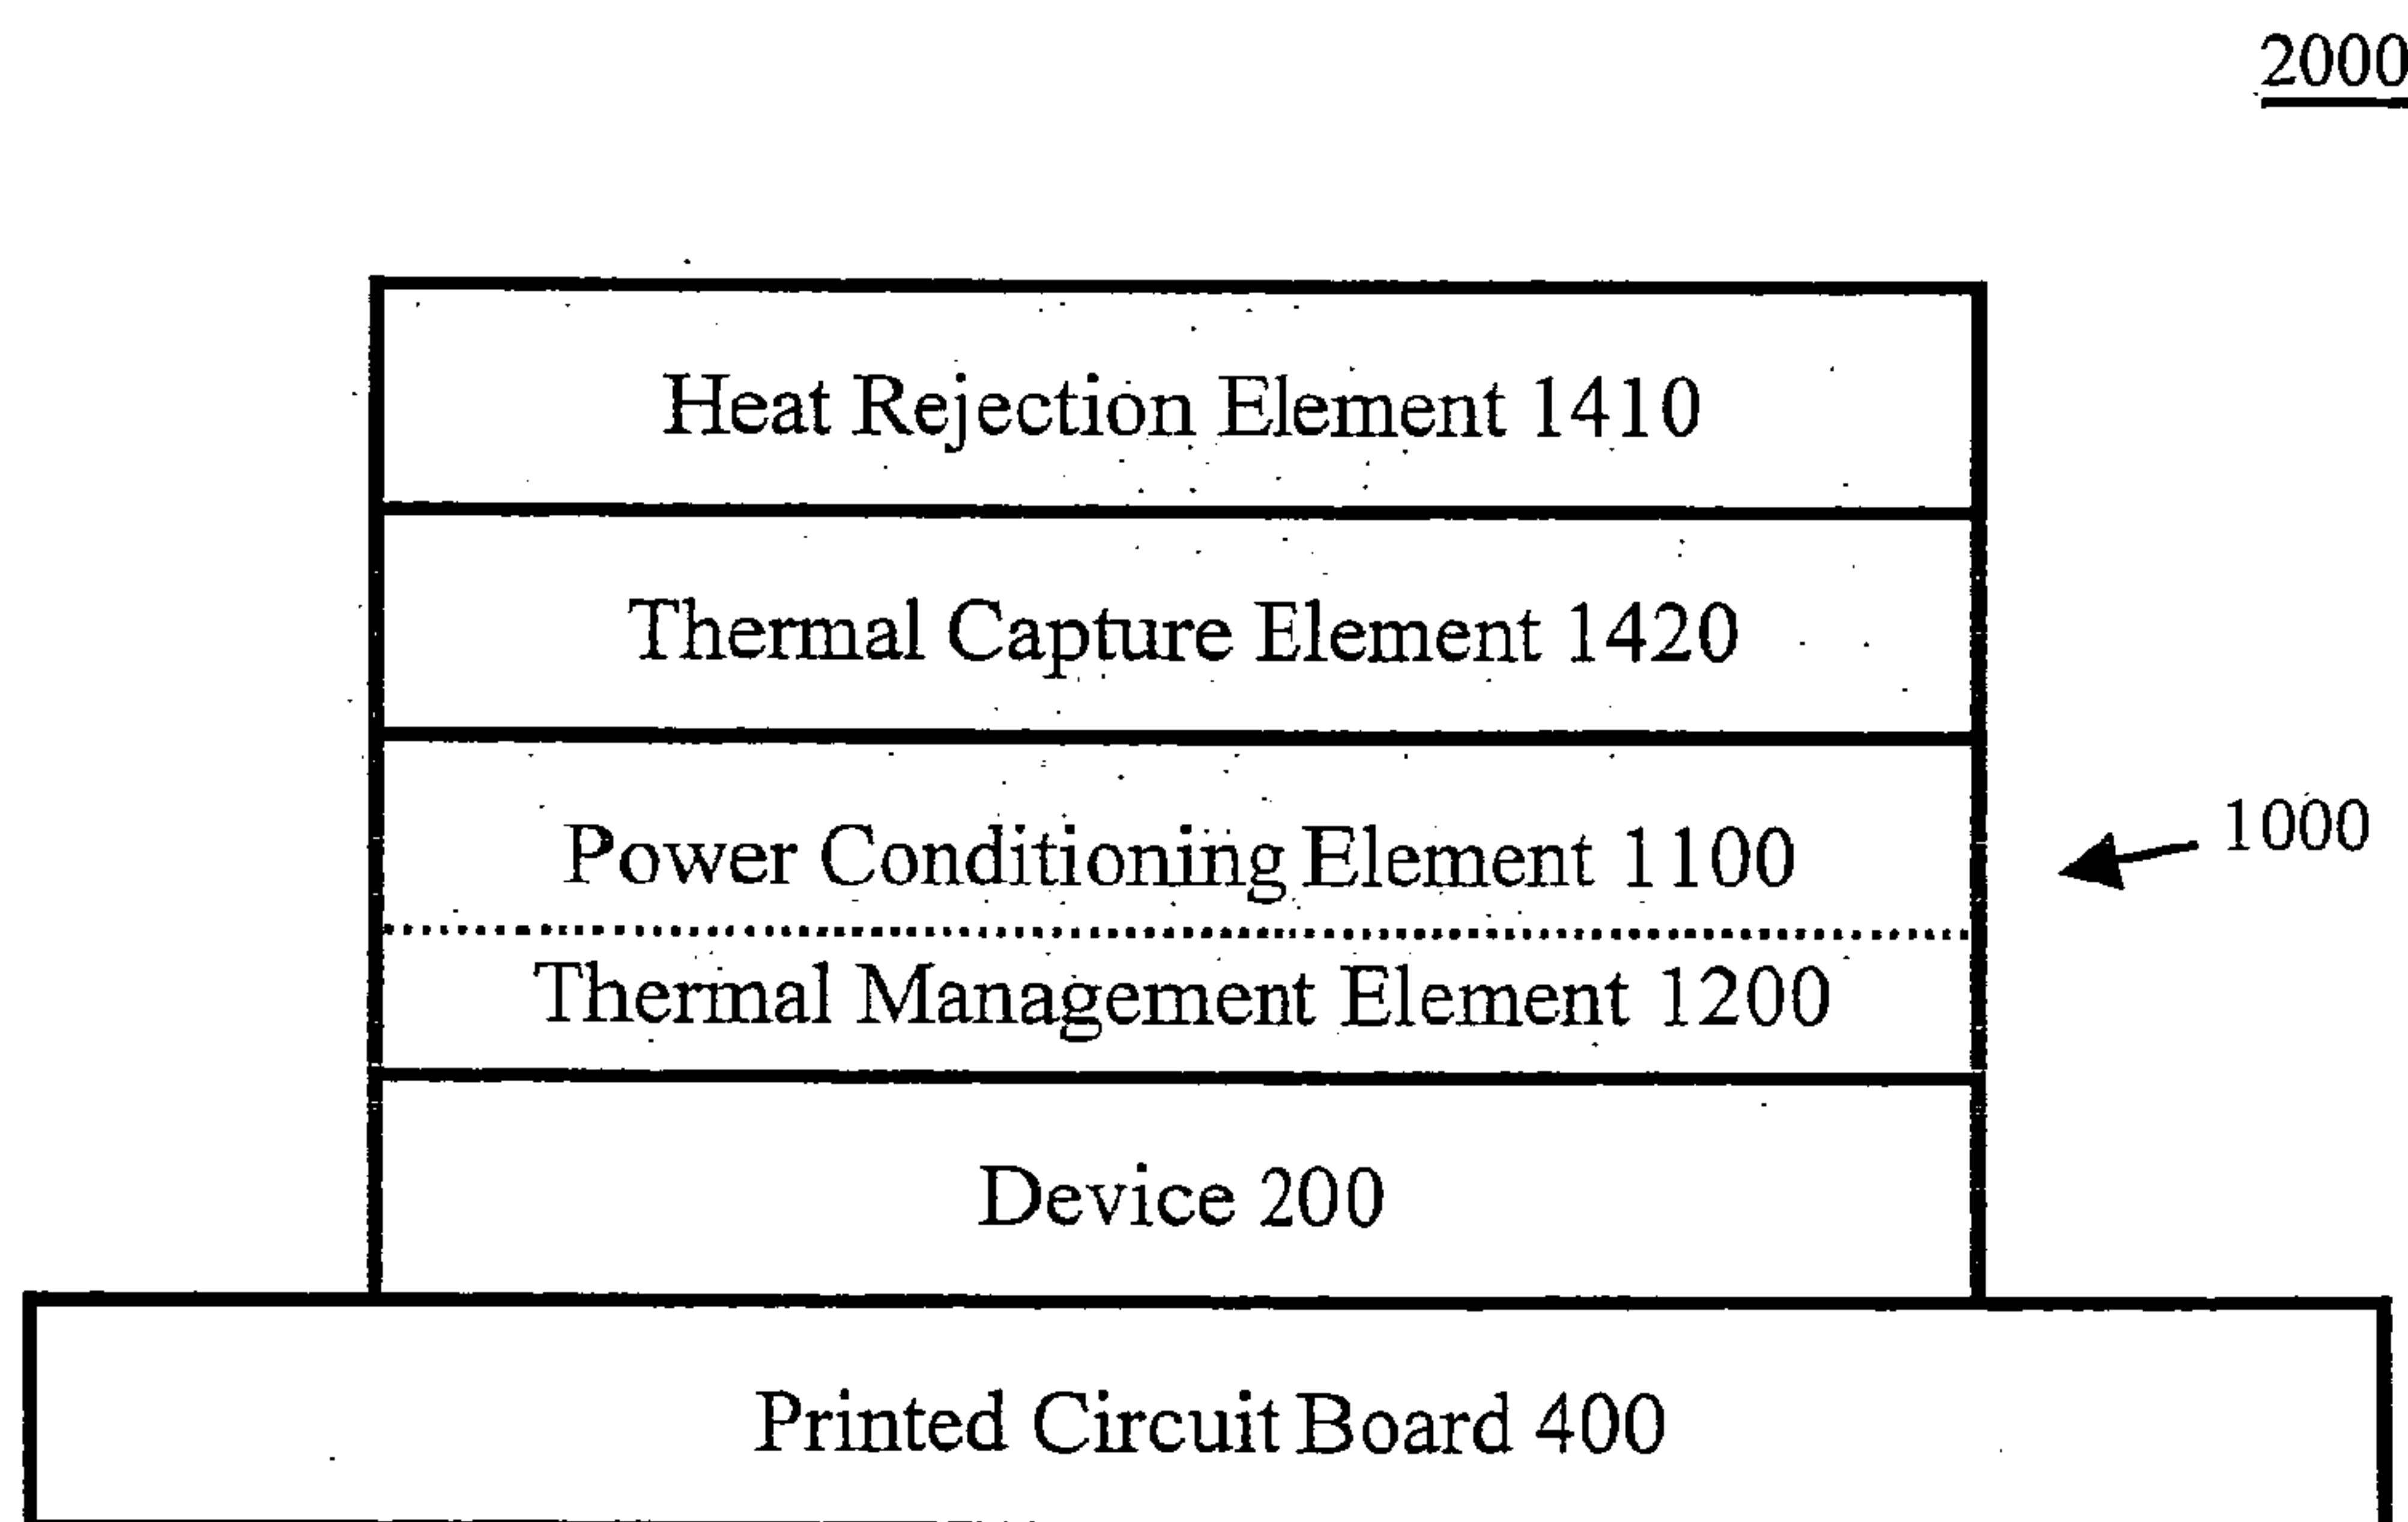 2000
Heat Rejection Element 1410
Thermal Capture Element 1420
Power Conditioning Element 1100
1000
Thermal Management Element 1200
Device 200
Printed Circuit Board 400